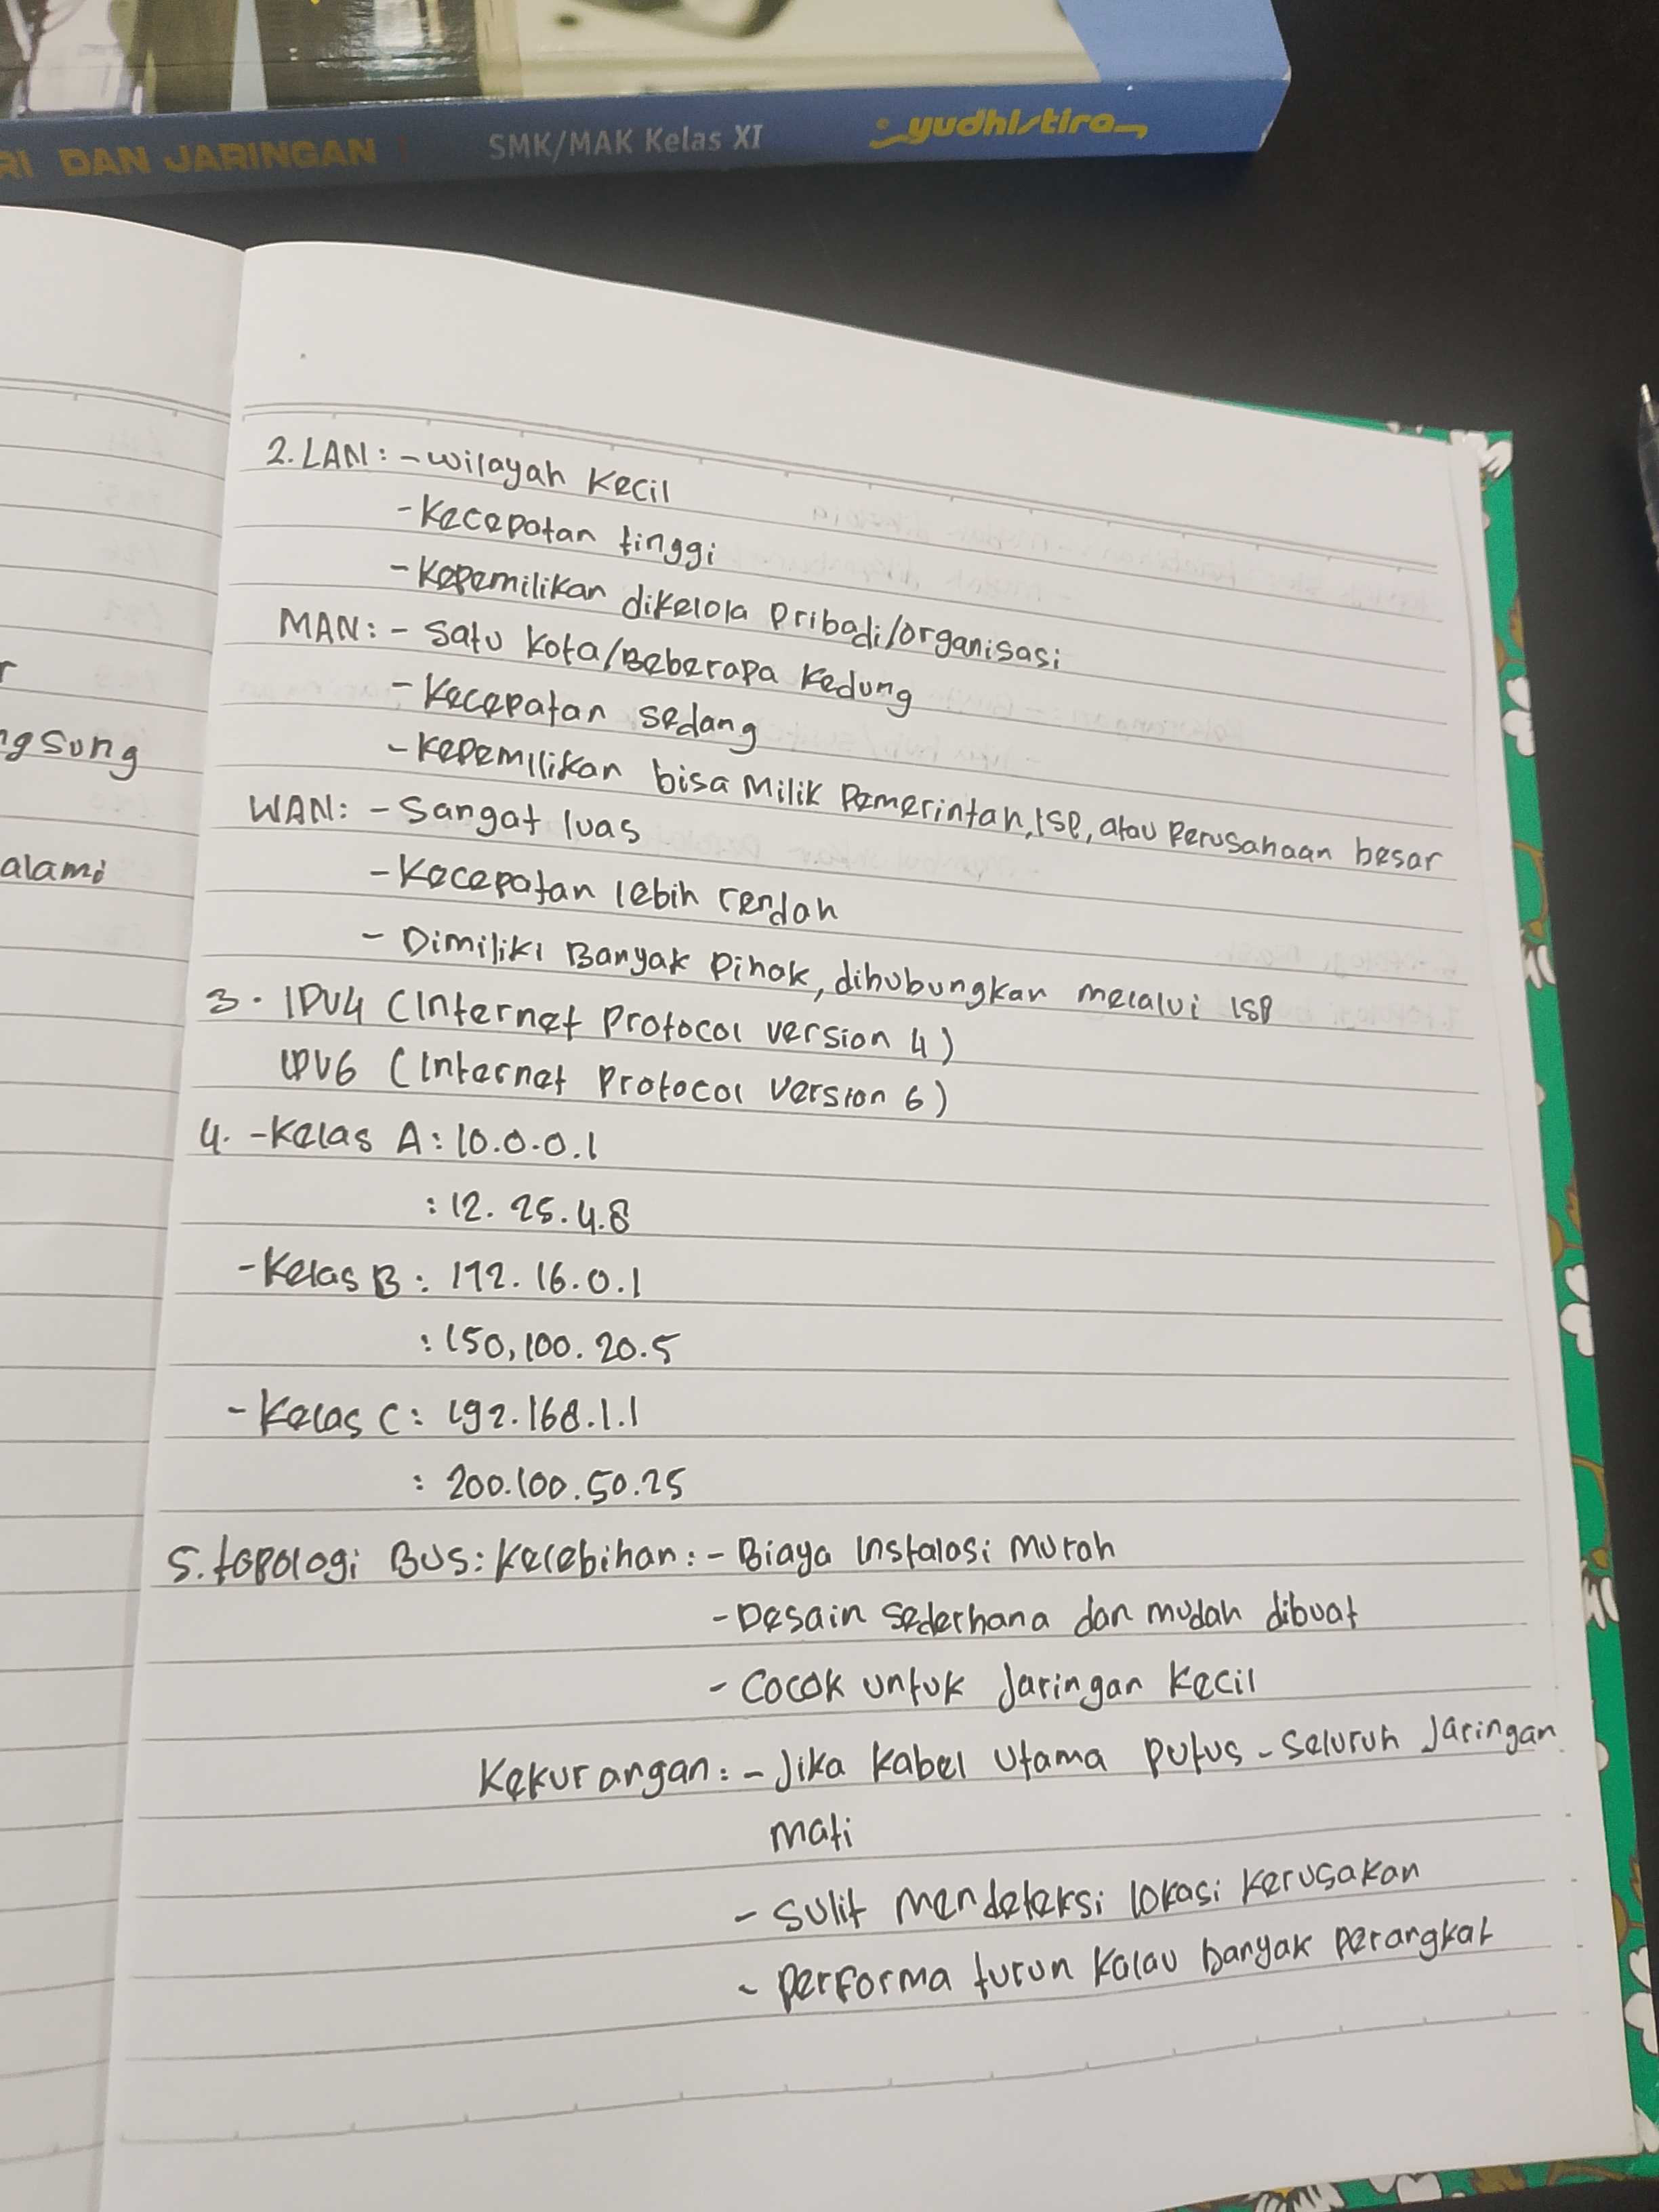 RI DAN JARINGAN
SMK/MAK Kelas XI
yudhistira
r
ngsung
alami
2. LAN: - wilayah Kecil
- Kecepatan tinggi
- Kepemilikan dikelola Pribadi/organisasi
MAN: - Satu Kota/Beberapa Kedung
- Kecepatan sedang
- Kepemilikan bisa Milik Pemerintah, ISP, atau Perusahaan besar
WAN: - Sangat luas
- Kecepatan lebih rendah
- Dimiliki Banyak Pihak, dihubungkan melalui ISP
3. IPV4 (Internet Protocol version 4)
IPV6 (Internet Protocol Version 6)
4. - Kelas A: 10.0.0.1
: 12. 25.4.8
- Kelas B: 172. 16.0.1
: 150,100. 20.5
- Kelas C: 192.168.1.1
: 200.100.50.25
5. topologi BUS: Kelebihan: - Biaya Instalasi Murah
- Desain sederhana dan mudah dibuat
- Cocok untuk Jaringan Kecil
Kekurangan: - Jika Kabel Utama Putus - Seluruh Jaringan
mati
- Sulit Mendeteksi lokasi Kerusakan
- Performa turun Kalau banyak perangkat